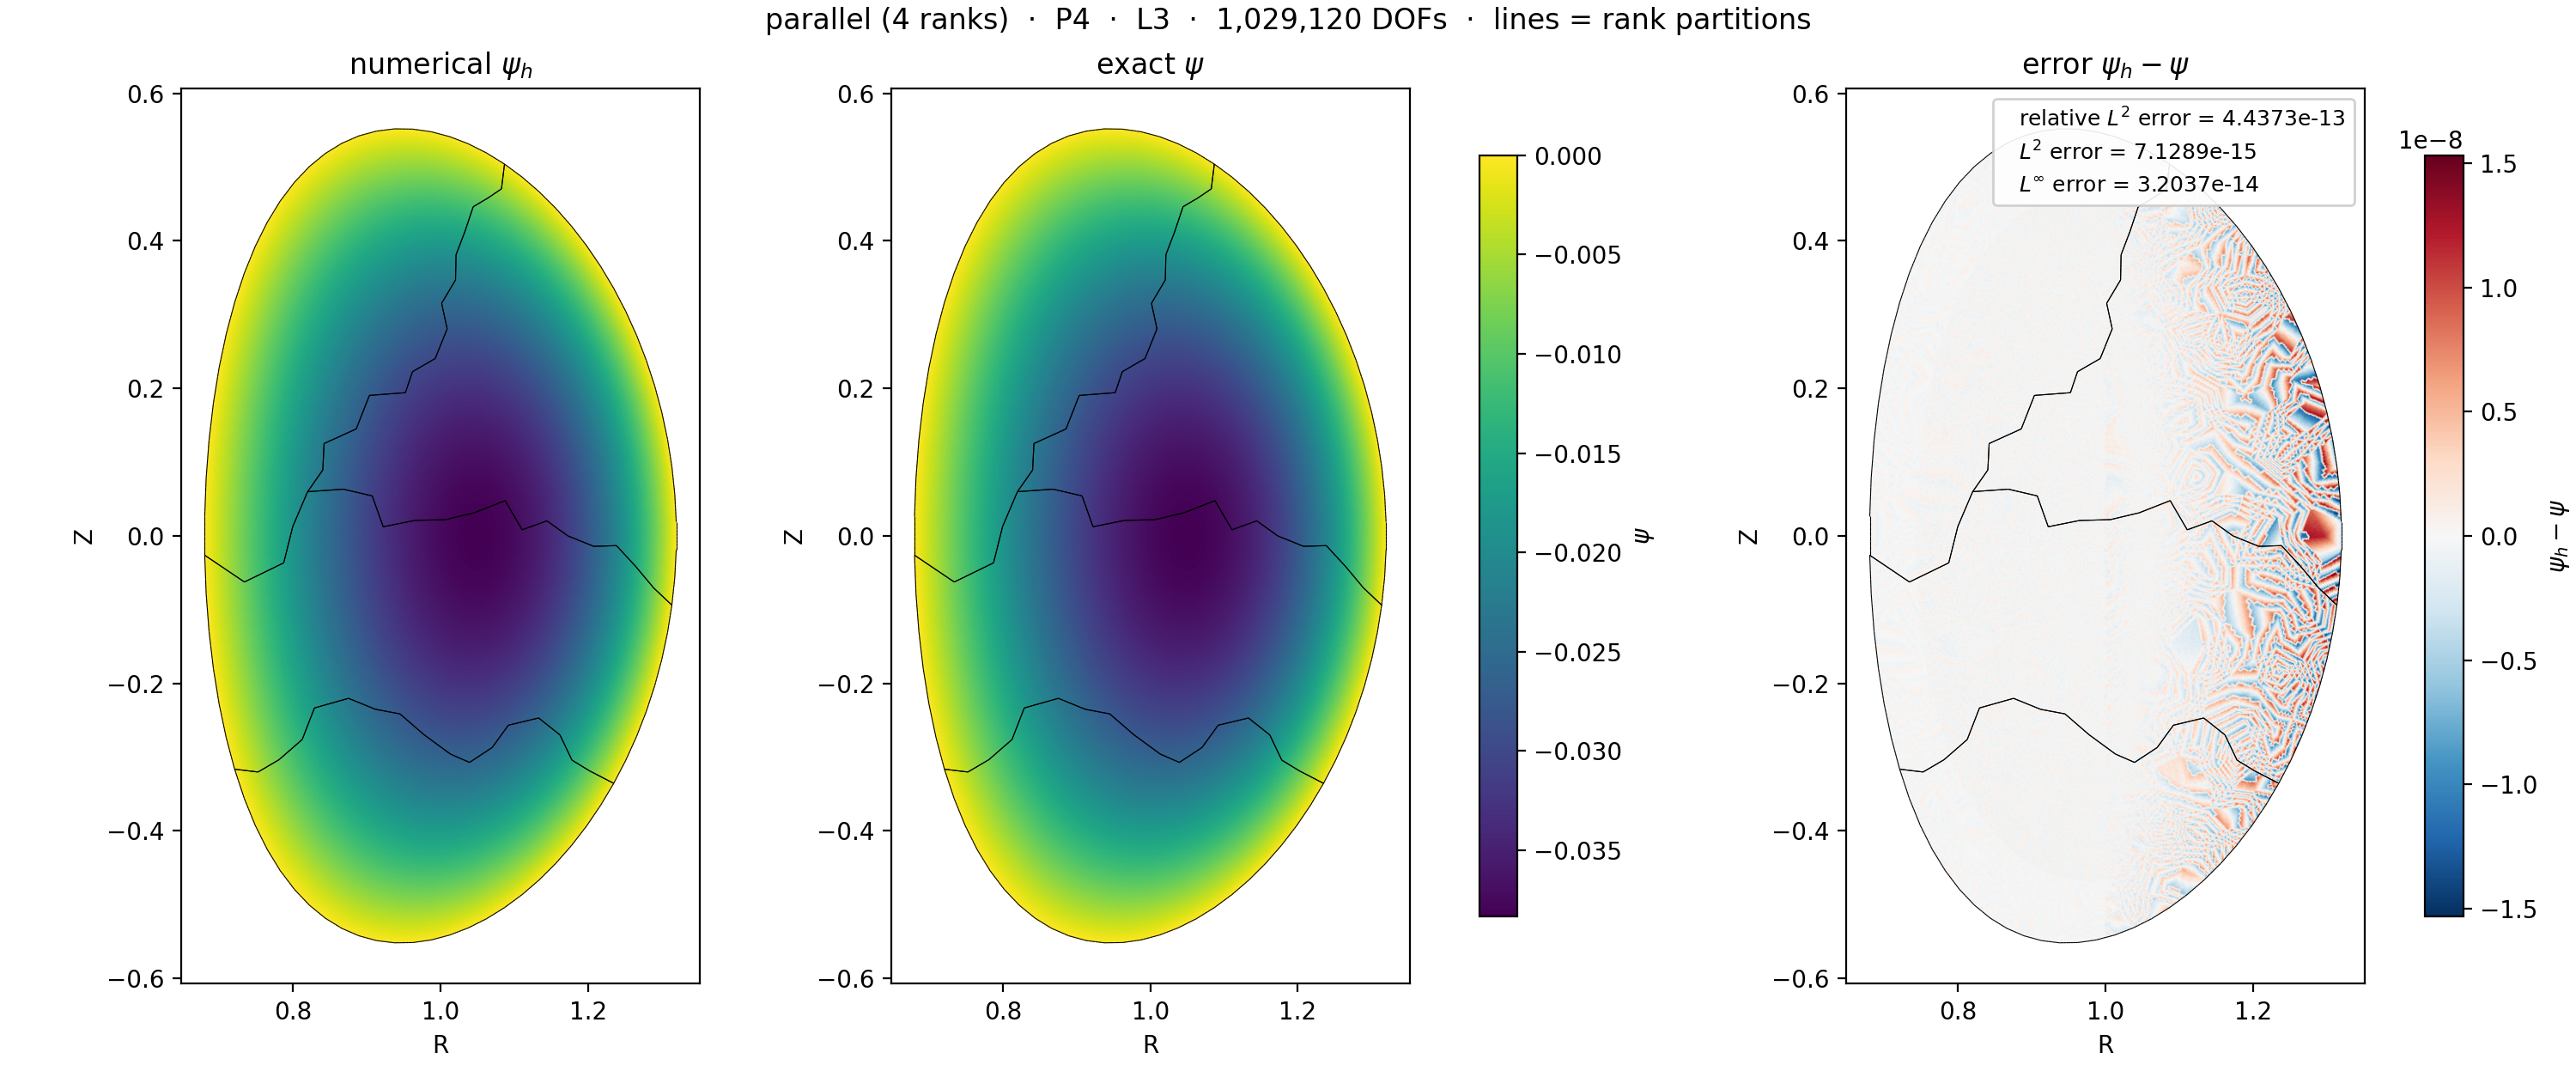 parallel (4 ranks) · P4 · L3 · 1,029,120 DOFs · lines = rank partitions
numerical ψₕ
0.6
0.4
0.2
0.0
−0.2
−0.4
−0.6
Z
0.8
1.0
1.2
R
exact ψ
0.6
0.4
0.2
0.0
−0.2
−0.4
−0.6
Z
0.8
1.0
1.2
R
0.000
−0.005
−0.010
−0.015
−0.020
−0.025
−0.030
−0.035
ψ
error ψₕ − ψ
relative L² error = 4.4373e-13
L² error = 7.1289e-15
L^∞ error = 3.2037e-14
0.6
0.4
0.2
0.0
−0.2
−0.4
−0.6
Z
0.8
1.0
1.2
R
1e−8
1.5
1.0
0.5
0.0
−0.5
−1.0
−1.5
ψₕ − ψ